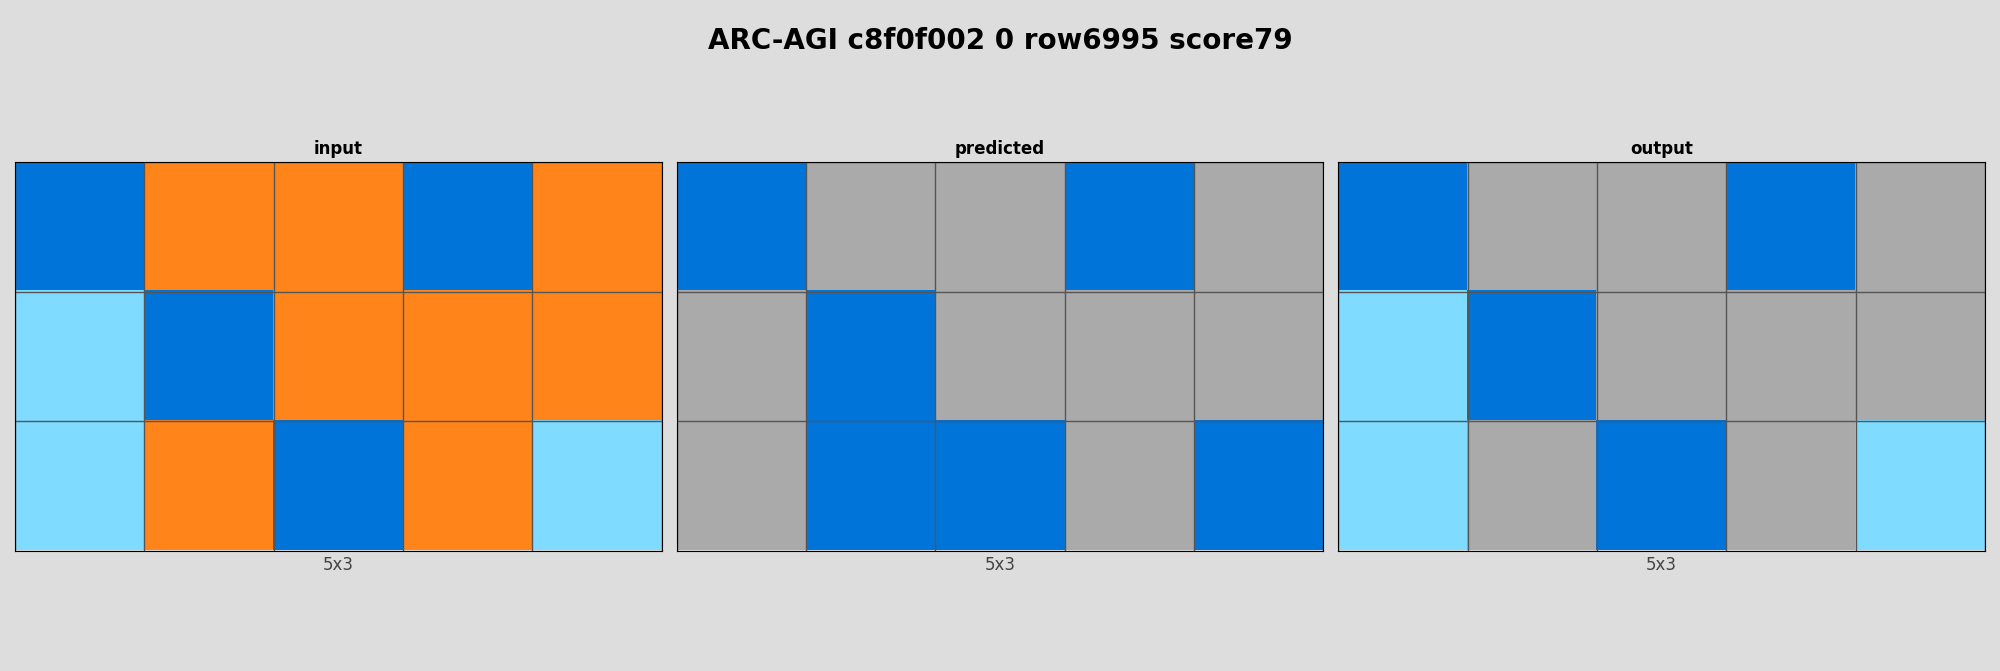 ARC-AGI c8f0f002 0 row6995 score79
input
predicted
output
5x3
5x3
5x3